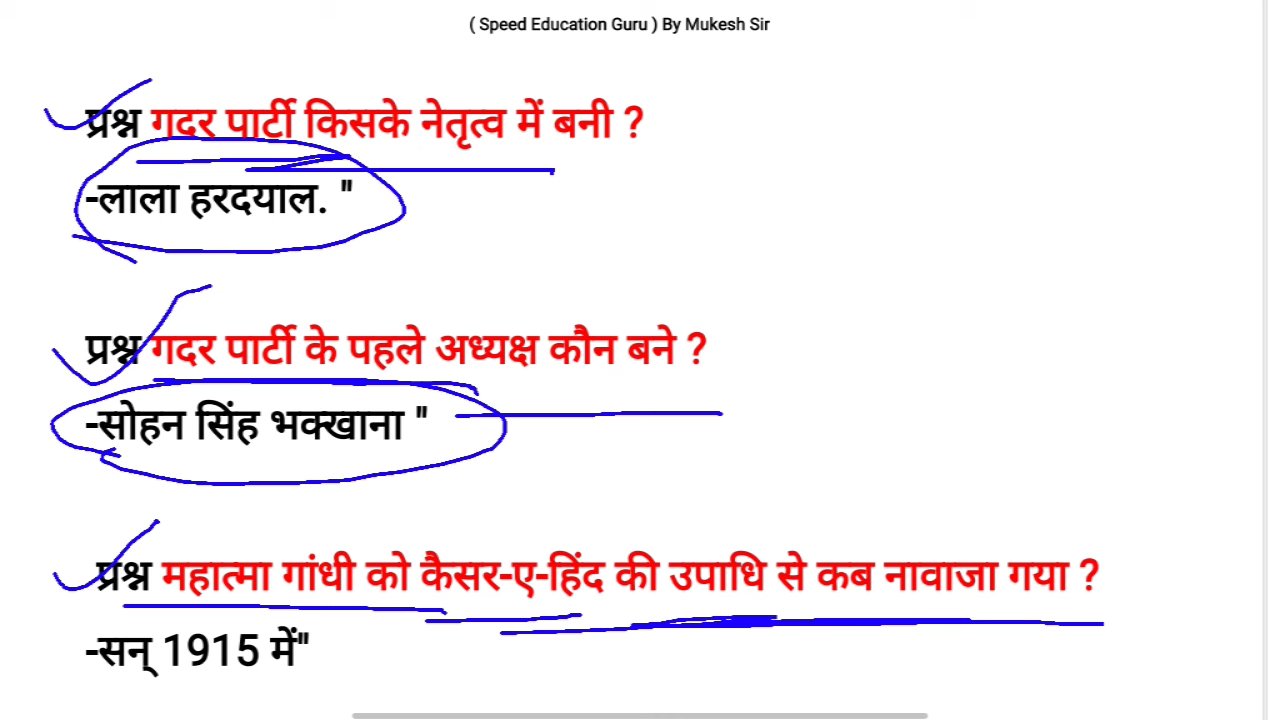 ( Speed Education Guru ) By Mukesh Sir
प्रश्न गदर पार्टी किसके नेतृत्व में बनी ?
-लाला हरदयाल. "
प्रश्न गदर पार्टी के पहले अध्यक्ष कौन बने ?
-सोहन सिंह भक्खाना "
प्रश्न महात्मा गांधी को कैसर-ए-हिंद की उपाधि से कब नावाजा गया ?
-सन् 1915 में"